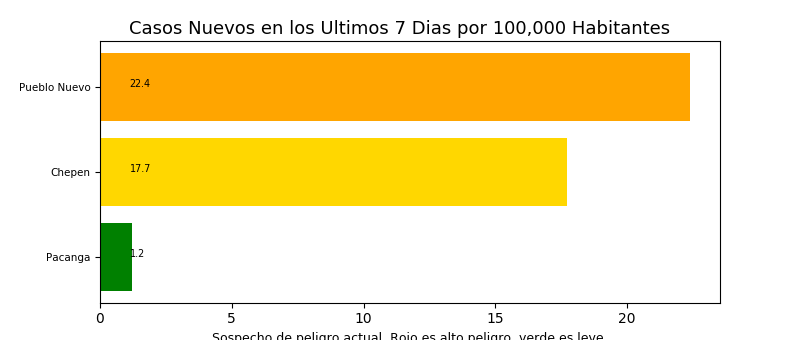 Casos Nuevos en los Ultimos 7 Dias por 100,000 Habitantes
Pueblo Nuevo
22.4
Chepen
17.7
Pacanga
1.2
0 5 10 15 20
Sospecho de peligro actual. Rojo es alto peligro, verde es leve